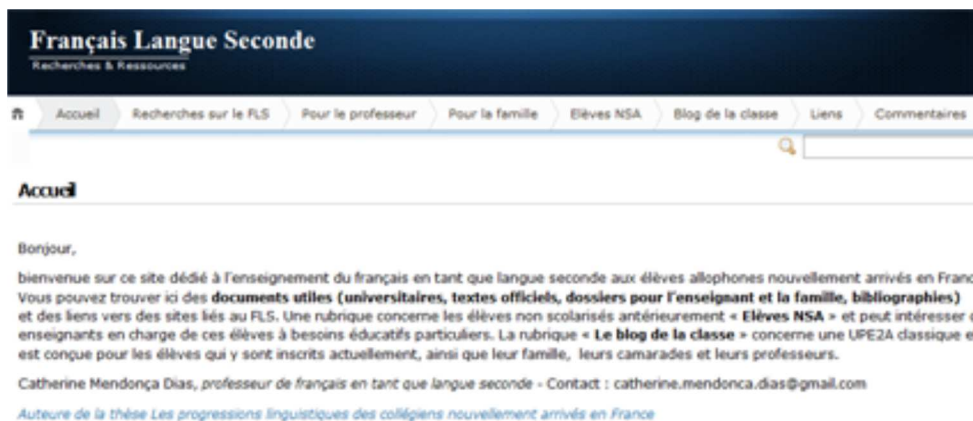 Français Langue Seconde
Recherches & Ressources
Accueil Recherches sur le FLS Pour le professeur Pour la famille Elèves NSA Blog de la classe Liens Commentaires
Accueil
Bonjour,
bienvenue sur ce site dédié à l'enseignement du français en tant que langue seconde aux élèves allophones nouvellement arrivés en Franc
Vous pouvez trouver ici des documents utiles (universitaires, textes officiels, dossiers pour l'enseignant et la famille, bibliographies)
et des liens vers des sites liés au FLS. Une rubrique concerne les élèves non scolarisés antérieurement « Elèves NSA » et peut intéresser
enseignants en charge de ces élèves à besoins éducatifs particuliers. La rubrique « Le blog de la classe » concerne une UPE2A classique e
est conçue pour les élèves qui y sont inscrits actuellement, ainsi que leur famille, leurs camarades et leurs professeurs.
Catherine Mendonça Dias, professeur de français en tant que langue seconde - Contact : catherine.mendonca.dias@gmail.com
Auteure de la thèse Les progressions linguistiques des collégiens nouvellement arrivés en France